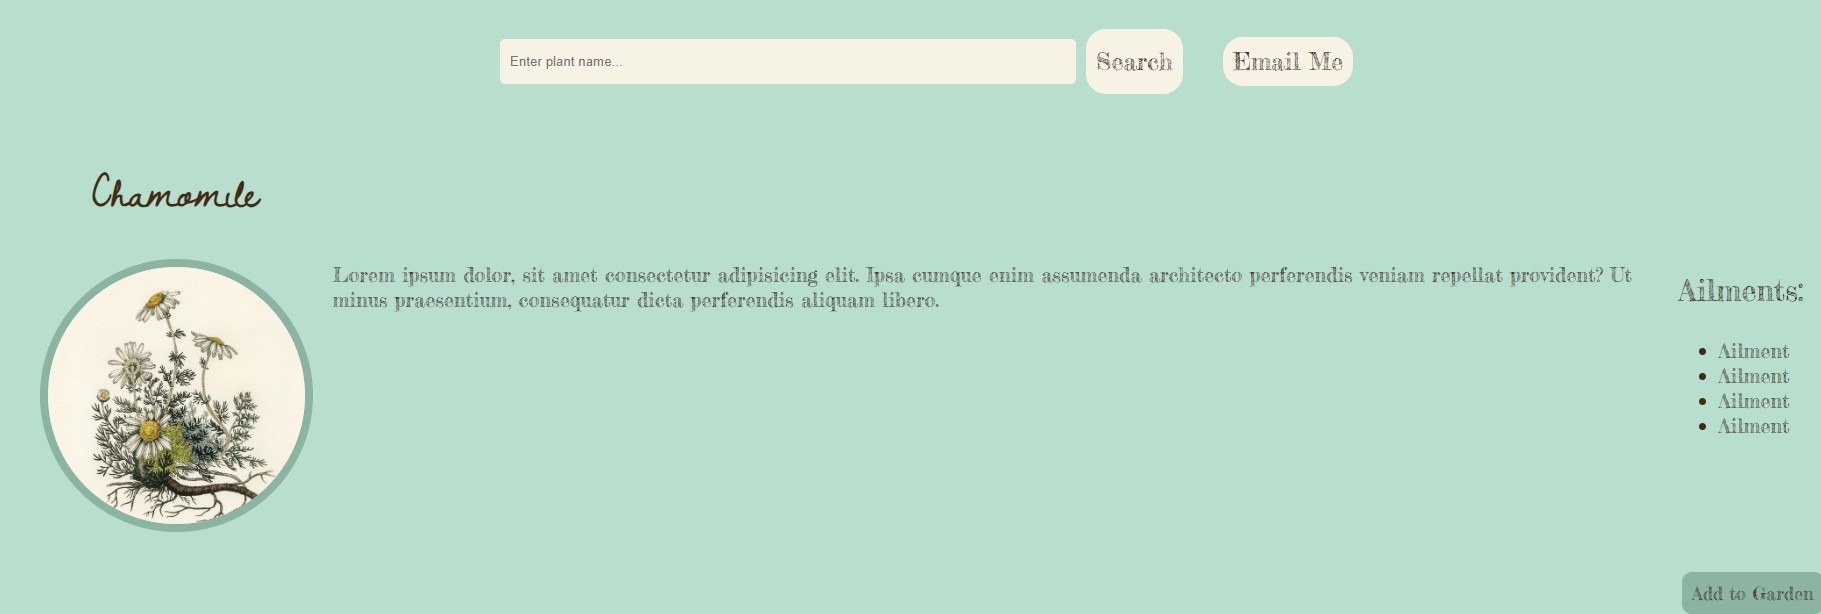 Enter plant name...
Search
Email Me
Chamomile
Lorem ipsum dolor, sit amet consectetur adipisicing elit. Ipsa cumque enim assumenda architecto perferendis veniam repellat provident? Ut
minus praesentium, consequatur dicta perferendis aliquam libero.
Ailments:
Ailment
Ailment
Ailment
Ailment
Add to Garden